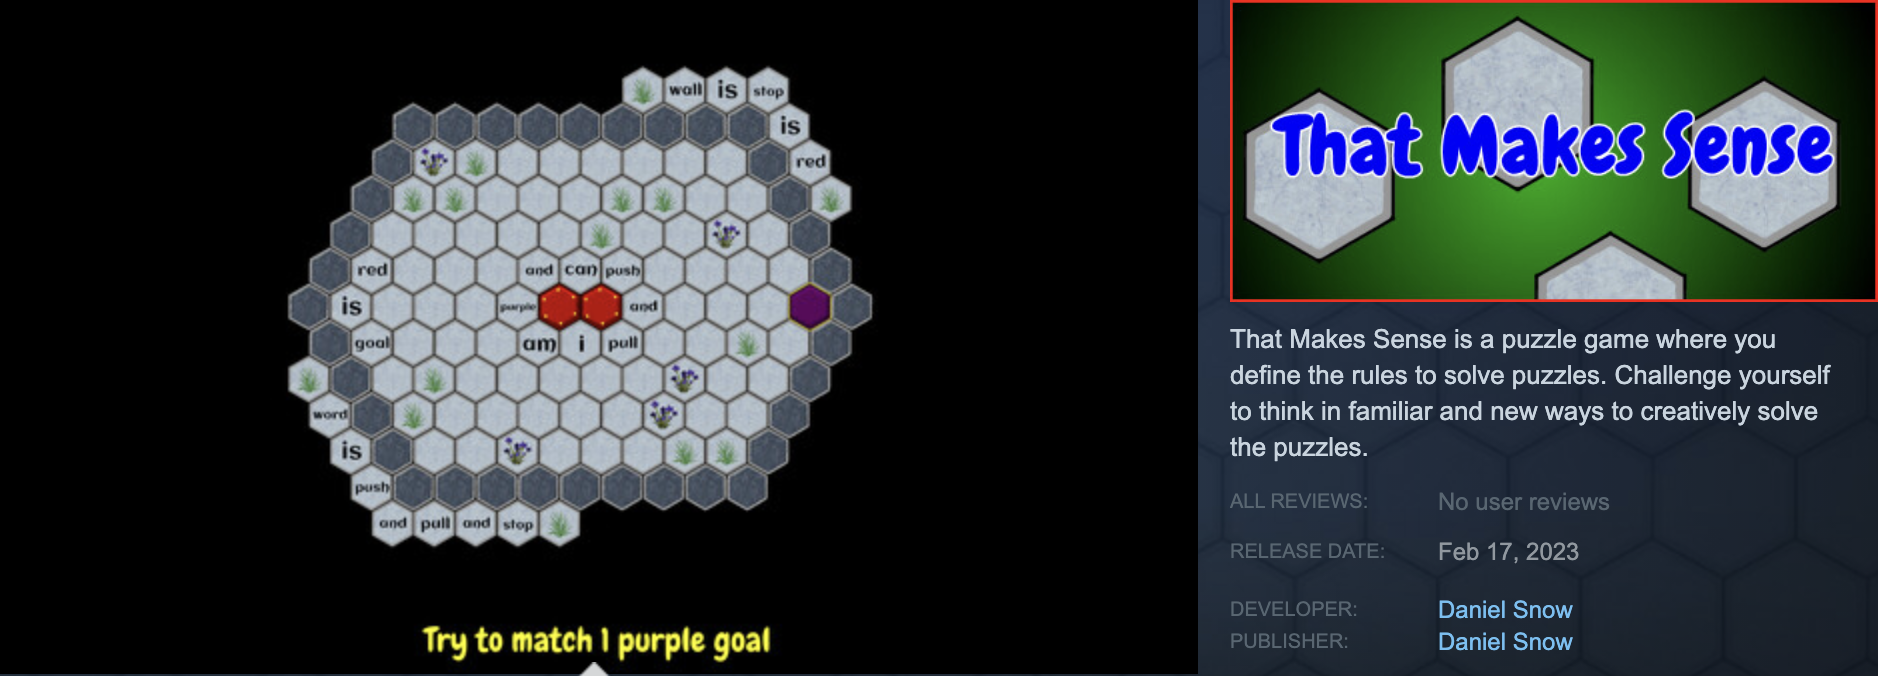 wall is stop
is
red
red
and can push
is
purple
and
goal
am i pull
word
is
push
and pull and stop
Try to match 1 purple goal
That Makes Sense
That Makes Sense is a puzzle game where you
define the rules to solve puzzles. Challenge yourself
to think in familiar and new ways to creatively solve
the puzzles.
ALL REVIEWS: No user reviews
RELEASE DATE: Feb 17, 2023
DEVELOPER: Daniel Snow
PUBLISHER: Daniel Snow